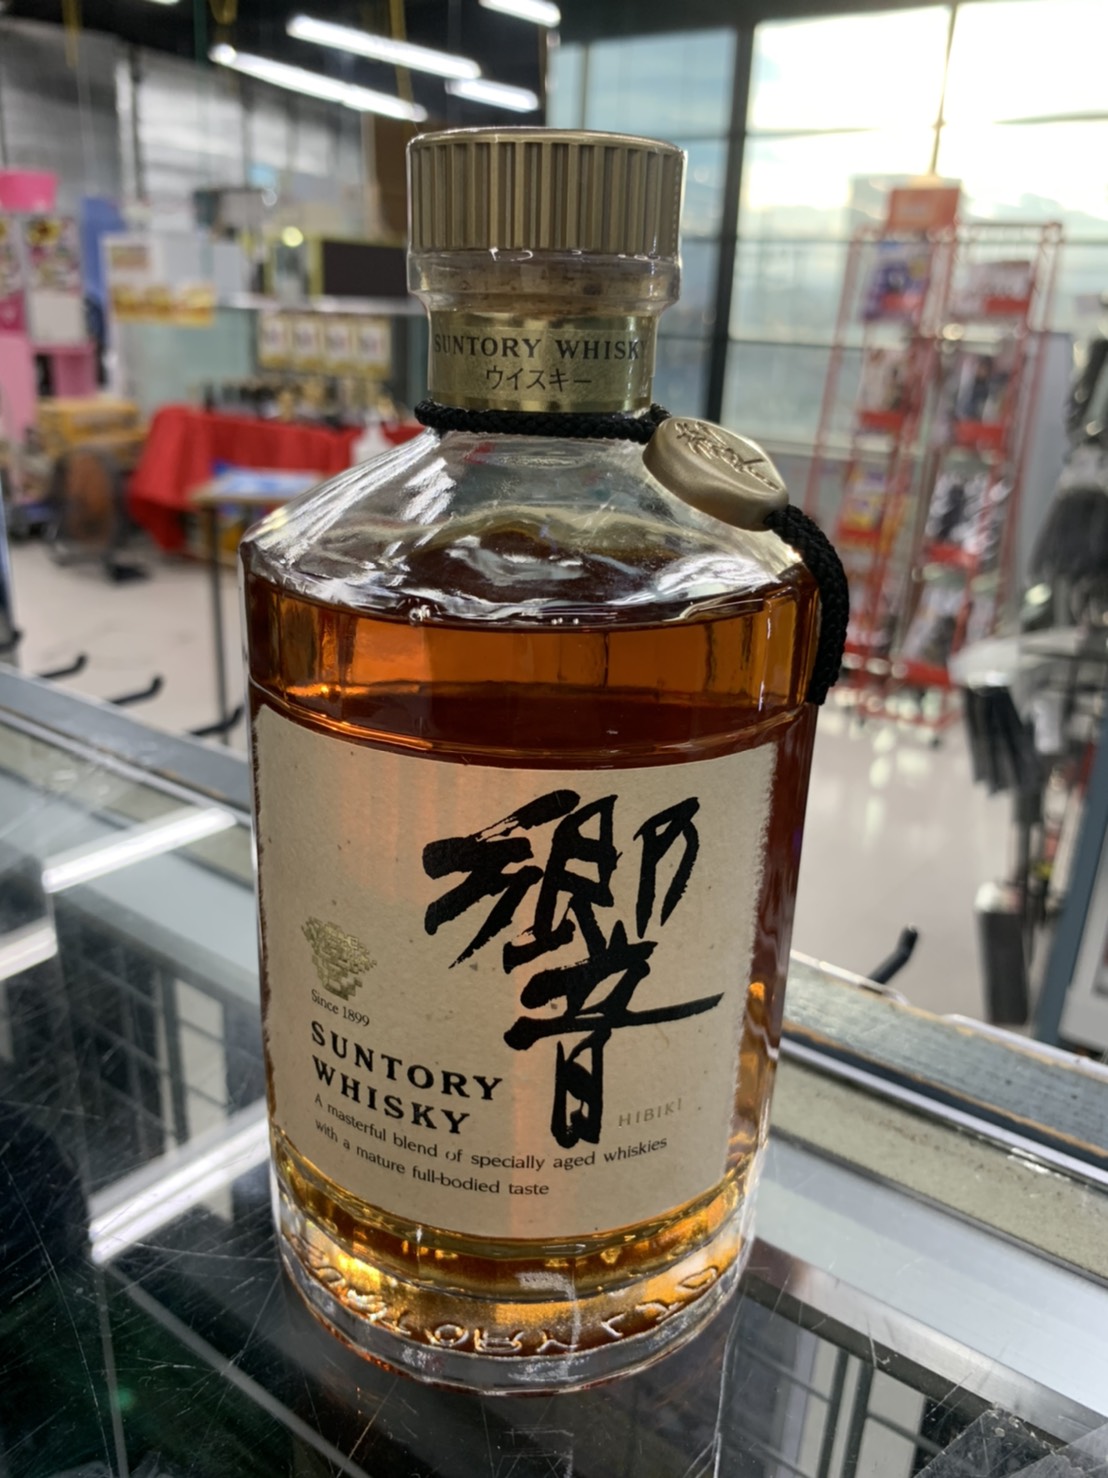 SUNTORY WHISKY
ウイスキー
響
Since 1899
SUNTORY
WHISKY
HIBIKI
A masterful blend of specially aged whiskies
with a mature full-bodied taste